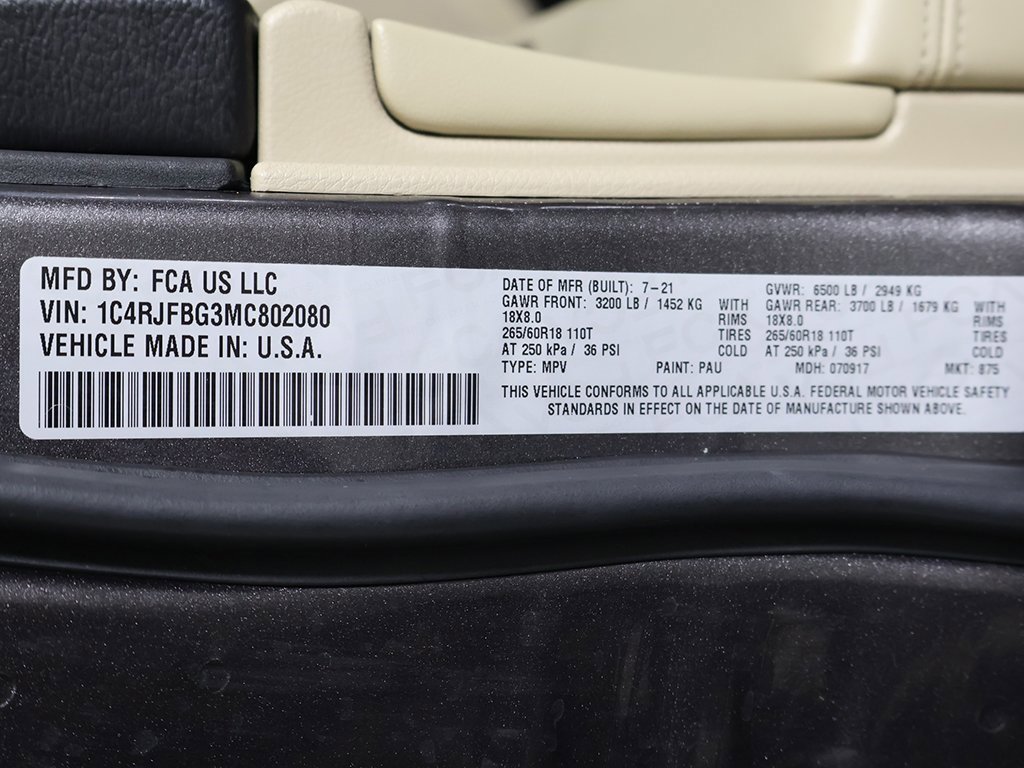 MFD BY: FCA US LLC
VIN: 1C4RJFBG3MC802080
VEHICLE MADE IN: U.S.A.
DATE OF MFR (BUILT): 7-21 GVWR: 6500 LB / 2949 KG
GAWR FRONT: 3200 LB / 1452 KG WITH GAWR REAR: 3700 LB / 1679 KG WITH
18X8.0 RIMS 18X8.0 RIMS
265/60R18 110T TIRES 265/60R18 110T TIRES
AT 250 kPa / 36 PSI COLD AT 250 kPa / 36 PSI COLD
TYPE: MPV PAINT: PAU MDH: 070917 MKT: 875
THIS VEHICLE CONFORMS TO ALL APPLICABLE U.S.A. FEDERAL MOTOR VEHICLE SAFETY
STANDARDS IN EFFECT ON THE DATE OF MANUFACTURE SHOWN ABOVE.